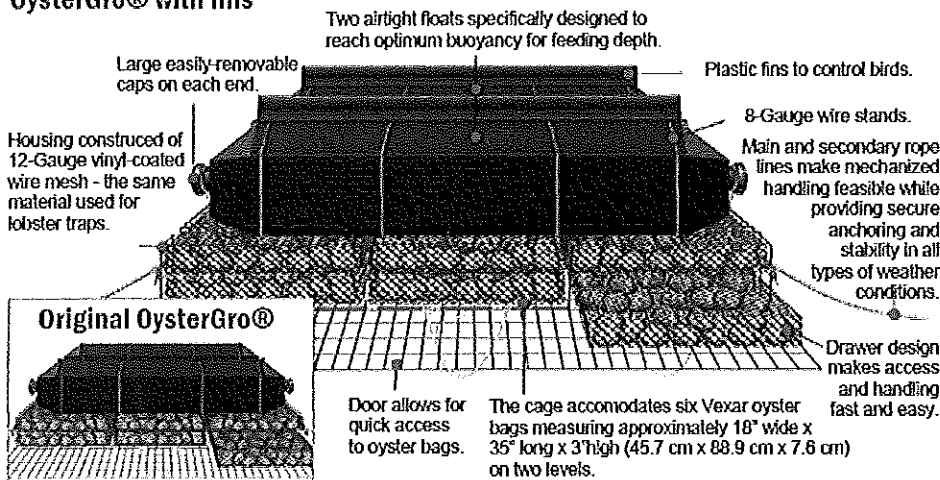 OysterGro® with fins
Two airtight floats specifically designed to
reach optimum buoyancy for feeding depth.
Large easily-removable
caps on each end.
Plastic fins to control birds.
8-Gauge wire stands.
Housing construced of
12-Gauge vinyl-coated
wire mesh - the same
material used for
lobster traps.
Main and secondary rope
lines make mechanized
handling feasible while
providing secure
anchoring and
stability in all
types of weather
conditions.
Original OysterGro®
Drawer design
makes access
and handling
fast and easy.
Door allows for
quick access
to oyster bags.
The cage accomodates six Vexar oyster
bags measuring approximately 18" wide x
35" long x 3"high (45.7 cm x 88.9 cm x 7.6 cm)
on two levels.